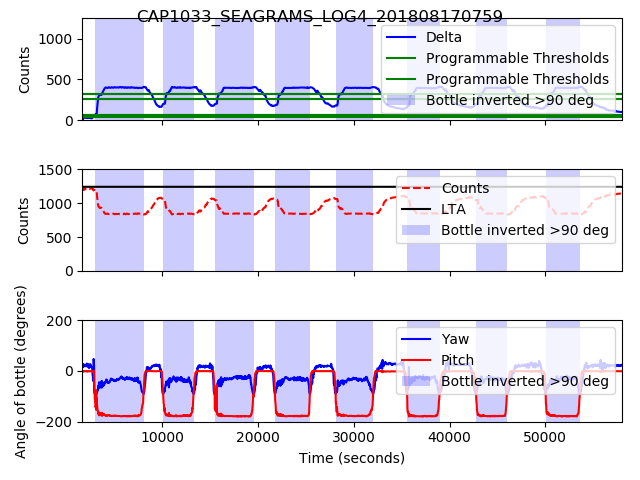 CAP1033_SEAGRAMS_LOG4_201808170759
Counts
1000
500
0
Delta
Programmable Thresholds
Programmable Thresholds
Bottle inverted >90 deg
Counts
1500
1000
500
0
Counts
LTA
Bottle inverted >90 deg
Angle of bottle (degrees)
200
0
−200
Yaw
Pitch
Bottle inverted >90 deg
10000 20000 30000 40000 50000
Time (seconds)